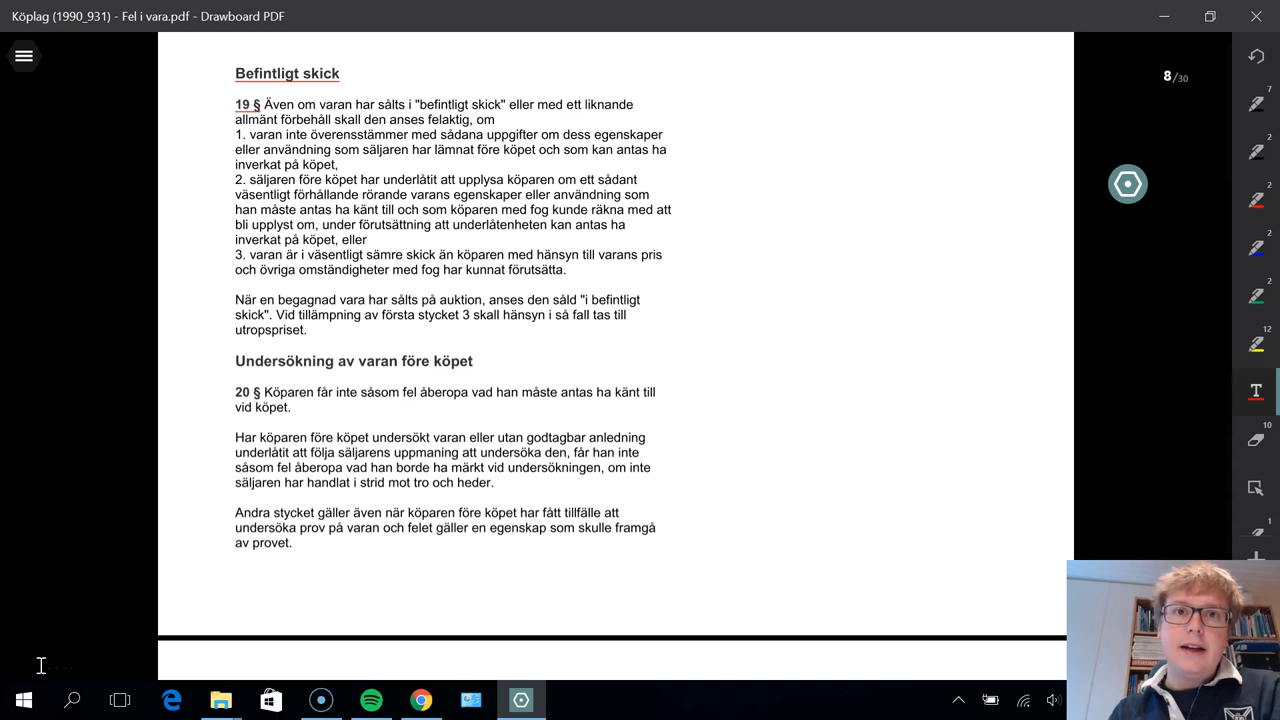 Köplag (1990_931) - Fel i vara.pdf - Drawboard PDF
8/30
Befintligt skick
19 § Även om varan har sålts i "befintligt skick" eller med ett liknande
allmänt förbehåll skall den anses felaktig, om
1. varan inte överensstämmer med sådana uppgifter om dess egenskaper
eller användning som säljaren har lämnat före köpet och som kan antas ha
inverkat på köpet,
2. säljaren före köpet har underlåtit att upplysa köparen om ett sådant
väsentligt förhållande rörande varans egenskaper eller användning som
han måste antas ha känt till och som köparen med fog kunde räkna med att
bli upplyst om, under förutsättning att underlåtenheten kan antas ha
inverkat på köpet, eller
3. varan är i väsentligt sämre skick än köparen med hänsyn till varans pris
och övriga omständigheter med fog har kunnat förutsätta.
När en begagnad vara har sålts på auktion, anses den såld "i befintligt
skick". Vid tillämpning av första stycket 3 skall hänsyn i så fall tas till
utropspriset.
Undersökning av varan före köpet
20 § Köparen får inte såsom fel åberopa vad han måste antas ha känt till
vid köpet.
Har köparen före köpet undersökt varan eller utan godtagbar anledning
underlåtit att följa säljarens uppmaning att undersöka den, får han inte
såsom fel åberopa vad han borde ha märkt vid undersökningen, om inte
säljaren har handlat i strid mot tro och heder.
Andra stycket gäller även när köparen före köpet har fått tillfälle att
undersöka prov på varan och felet gäller en egenskap som skulle framgå
av provet.
7
2
2
2
2
12
T
10
1